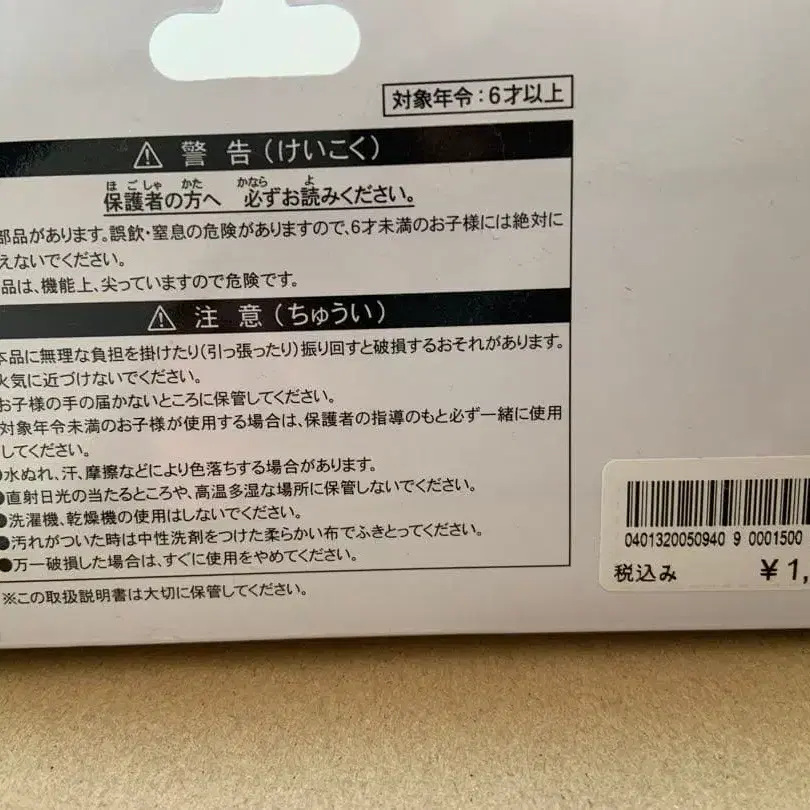 対象年令:6才以上
⚠ 警告(けいこく)
ほごしゃ かた かなら よ
保護者の方へ 必ずお読みください。
部品があります。誤飲・窒息の危険がありますので、6才未満のお子様には絶対に
えないでください。
品は、機能上、尖っていますので危険です。
⚠ 注意(ちゅうい)
本品に無理な負担を掛けたり(引っ張ったり)振り回すと破損するおそれがあります。
火気に近づけないでください。
お子様の手の届かないところに保管してください。
対象年令未満のお子様が使用する場合は、保護者の指導のもと必ず一緒に使用
してください。
●水ぬれ、汗、摩擦などにより色落ちする場合があります。
●直射日光の当たるところや、高温多湿な場所に保管しないでください。
●洗濯機、乾燥機の使用はしないでください。
●汚れがついた時は中性洗剤をつけた柔らかい布でふきとってください。
●万一破損した場合は、すぐに使用をやめてください。
※この取扱説明書は大切に保管してください。
0401320050940 9 0001500
税込み ¥1,